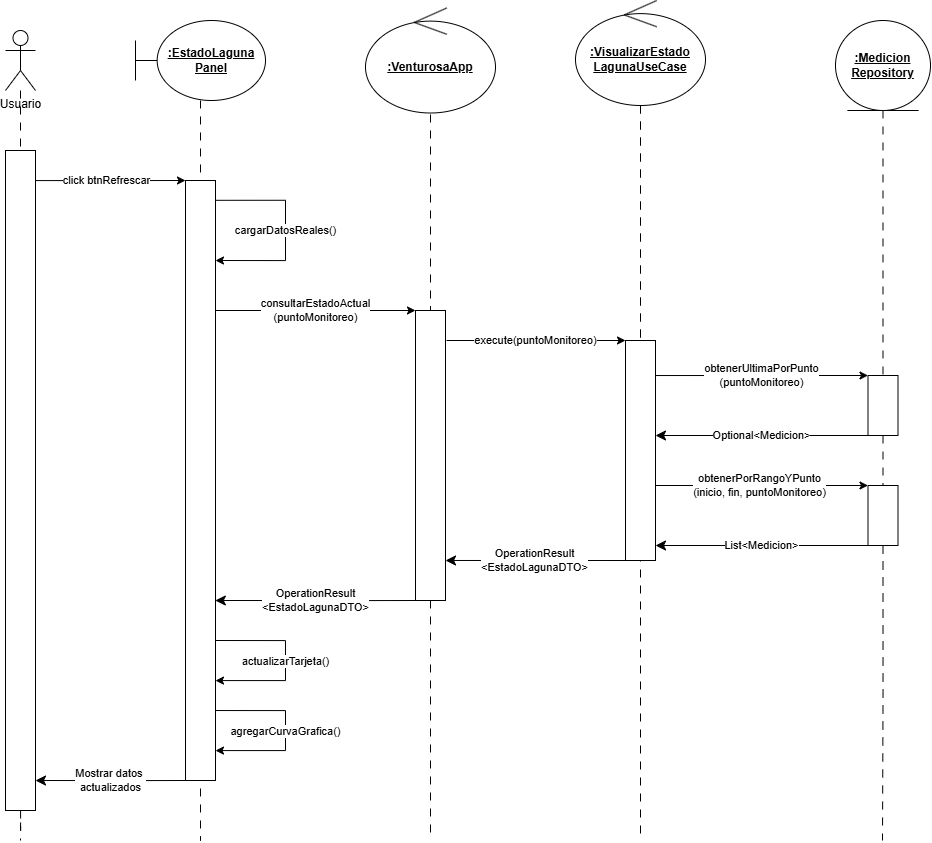 :EstadoLaguna
Panel
:VenturosaApp
:VisualizarEstado
LagunaUseCase
:Medicion
Repository
Usuario
click btnRefrescar
cargarDatosReales()
consultarEstadoActual
(puntoMonitoreo)
execute(puntoMonitoreo)
obtenerUltimaPorPunto
(puntoMonitoreo)
Optional<Medicion>
obtenerPorRangoYPunto
(inicio, fin, puntoMonitoreo)
List<Medicion>
OperationResult
<EstadoLagunaDTO>
OperationResult
<EstadoLagunaDTO>
actualizarTarjeta()
agregarCurvaGrafica()
Mostrar datos
actualizados